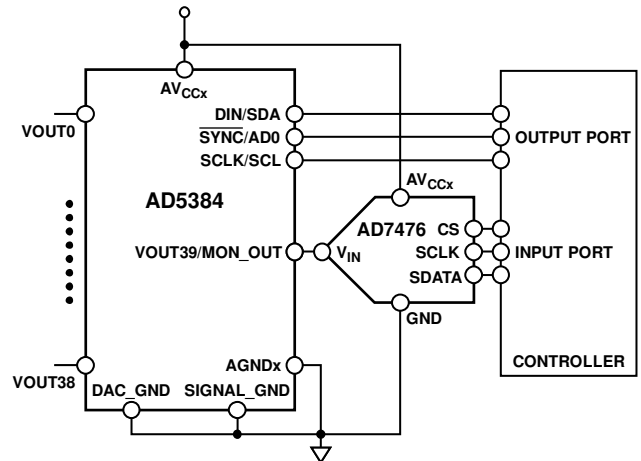 AVCCx
DIN/SDA
VOUT0
SYNC/AD0
OUTPUT PORT
SCLK/SCL
AVCCx
AD5384
AD7476
CS
VOUT39/MON_OUT
VIN
SCLK
INPUT PORT
SDATA
GND
AGNDx
CONTROLLER
VOUT38
DAC_GND
SIGNAL_GND